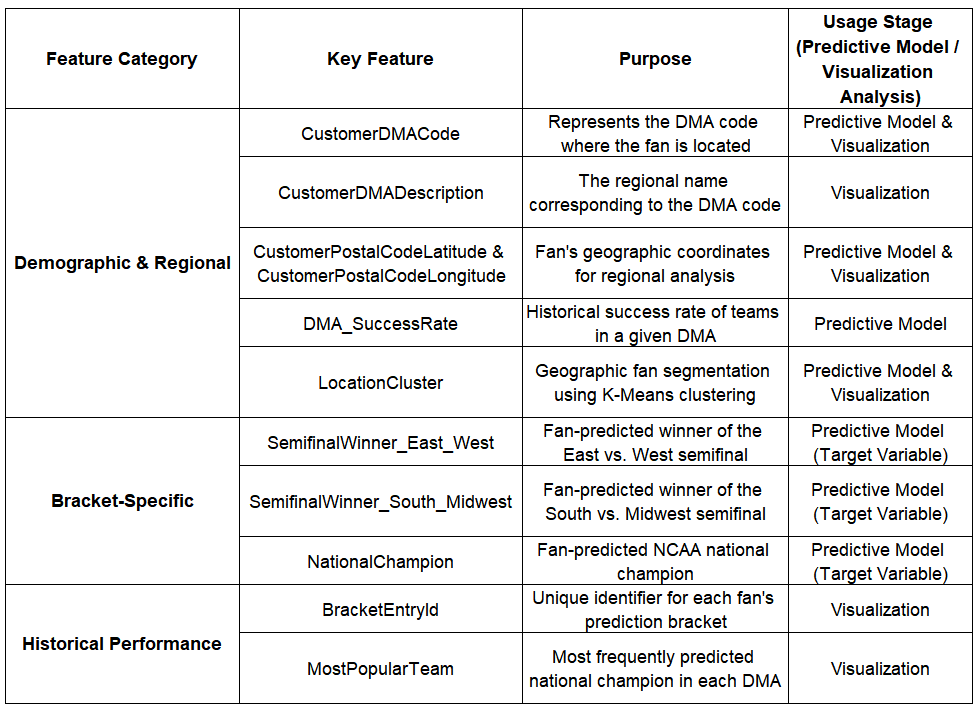 Feature Category
Key Feature
Purpose
Usage Stage
(Predictive Model /
Visualization
Analysis)
Demographic & Regional
CustomerDMACode
Represents the DMA code
where the fan is located
Predictive Model &
Visualization
CustomerDMADescription
The regional name
corresponding to the DMA code
Visualization
CustomerPostalCodeLatitude &
CustomerPostalCodeLongitude
Fan's geographic coordinates
for regional analysis
Predictive Model &
Visualization
DMA_SuccessRate
Historical success rate of teams
in a given DMA
Predictive Model
LocationCluster
Geographic fan segmentation
using K-Means clustering
Predictive Model &
Visualization
Bracket-Specific
SemifinalWinner_East_West
Fan-predicted winner of the
East vs. West semifinal
Predictive Model
(Target Variable)
SemifinalWinner_South_Midwest
Fan-predicted winner of the
South vs. Midwest semifinal
Predictive Model
(Target Variable)
NationalChampion
Fan-predicted NCAA national
champion
Predictive Model
(Target Variable)
Historical Performance
BracketEntryId
Unique identifier for each fan's
prediction bracket
Visualization
MostPopularTeam
Most frequently predicted
national champion in each DMA
Visualization